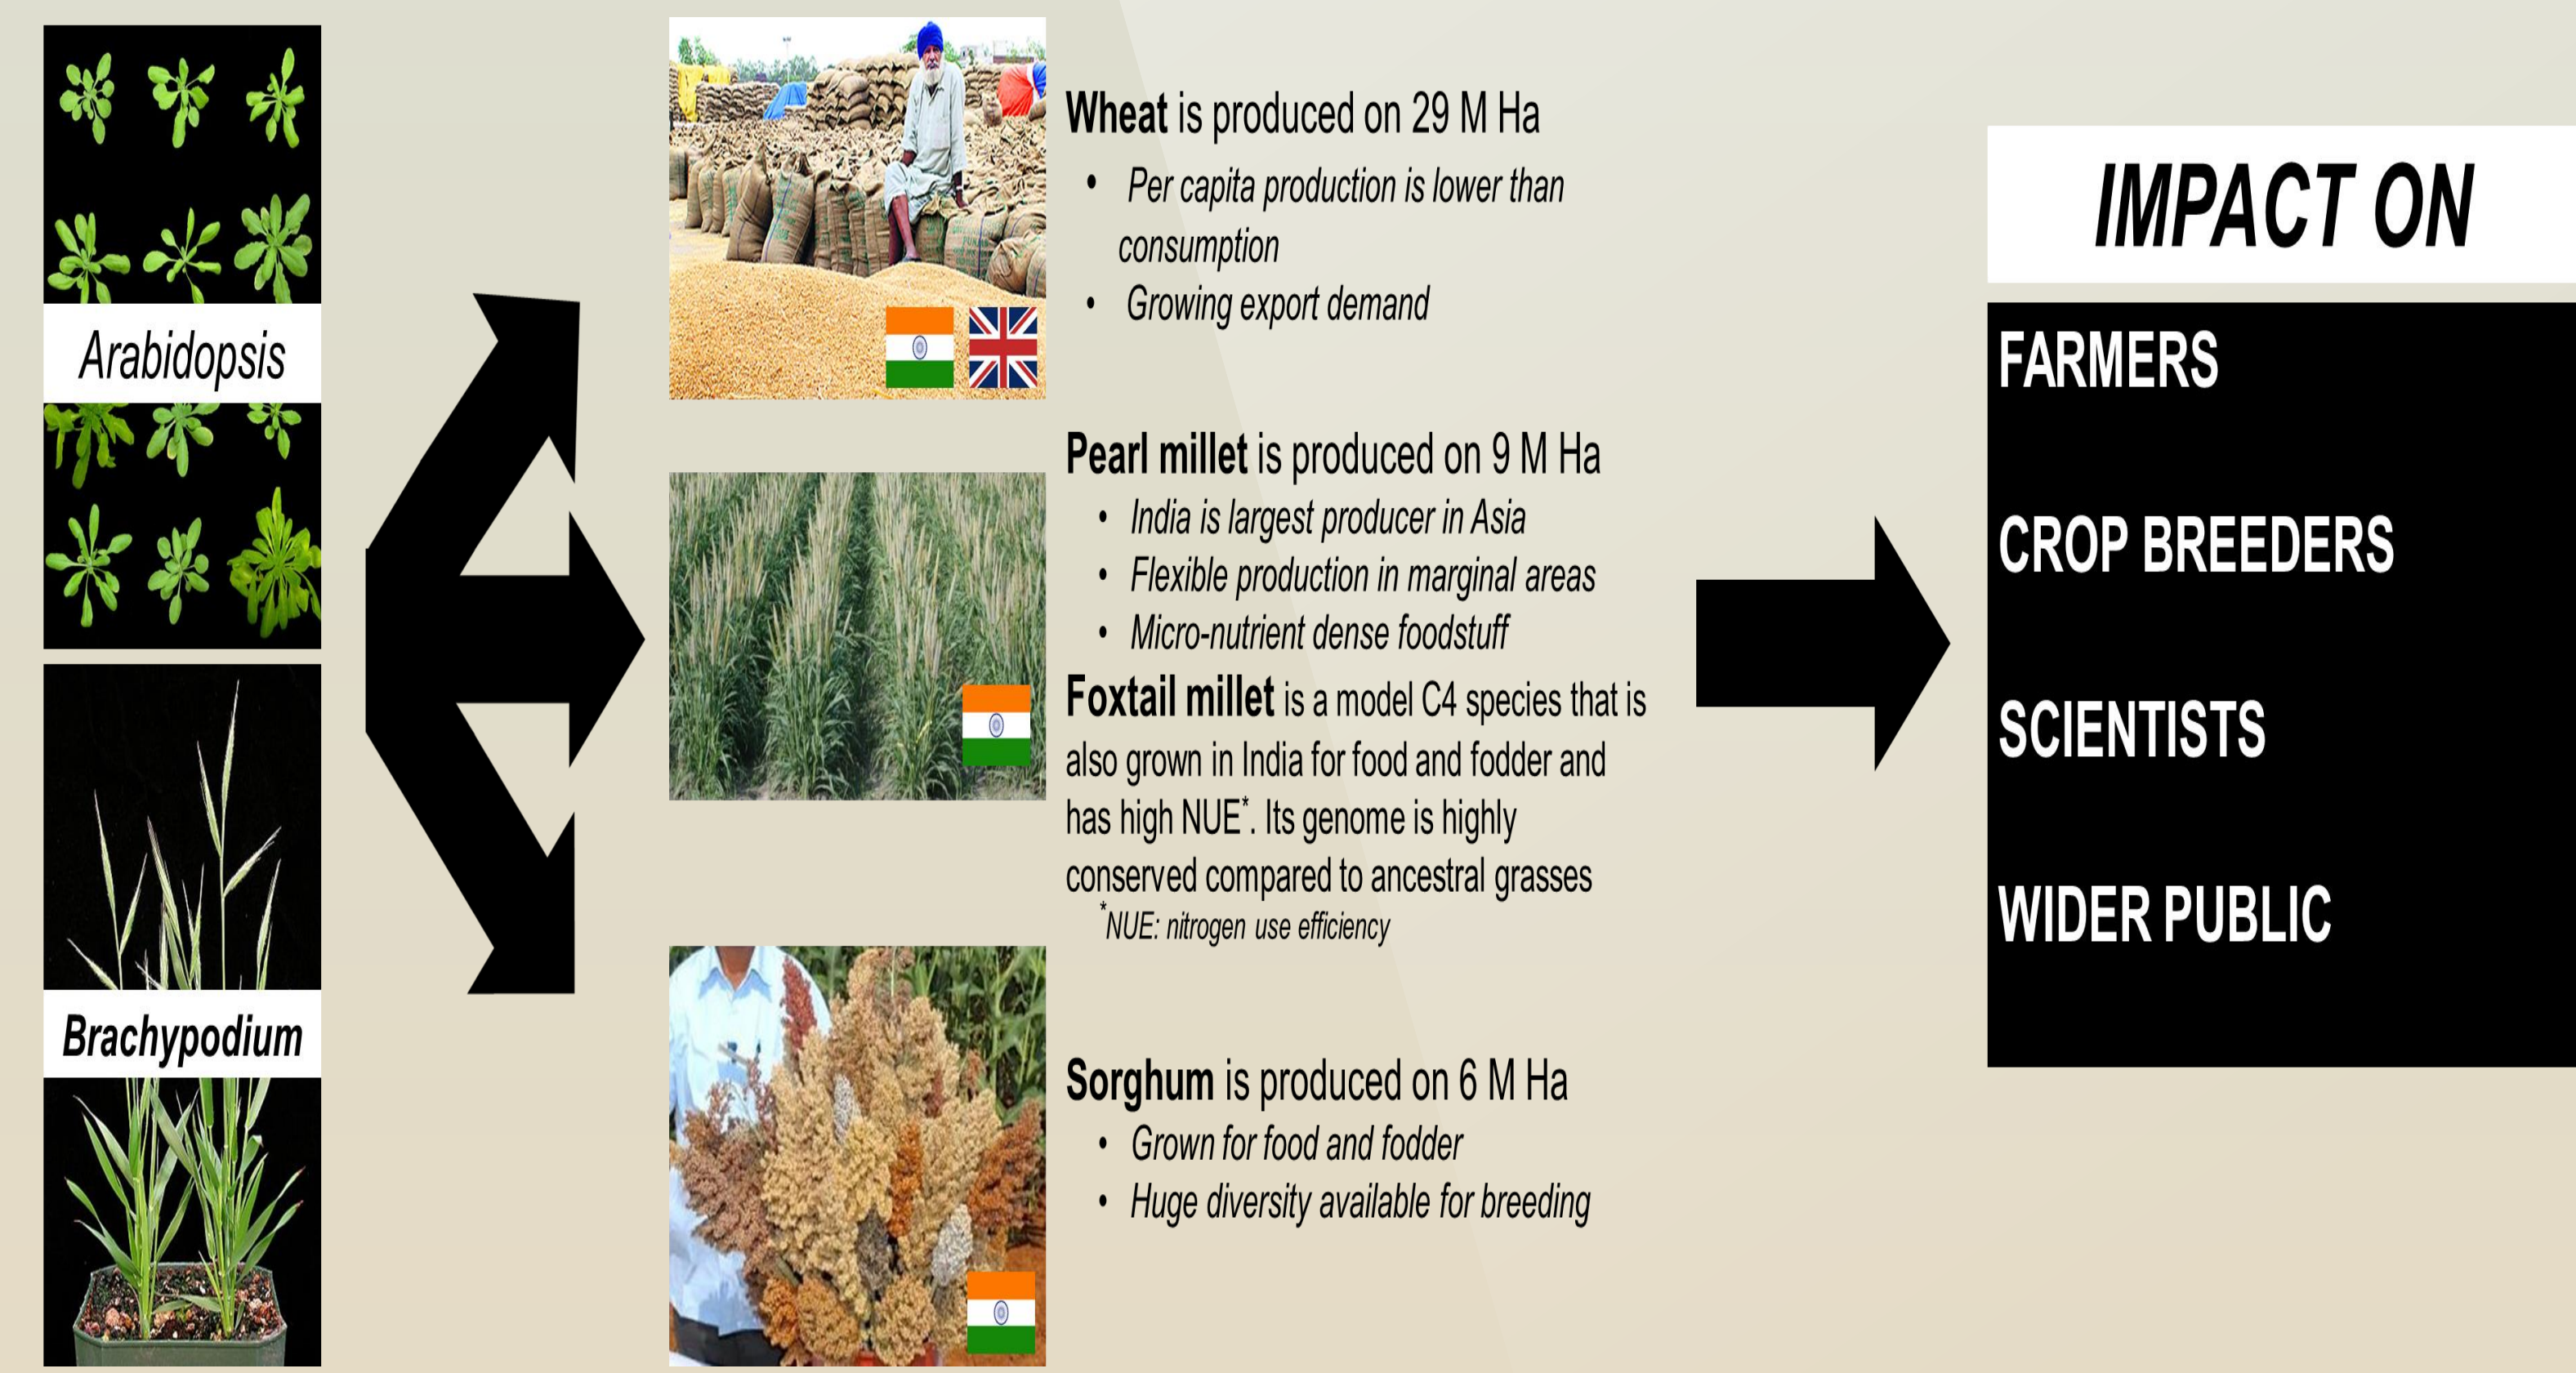 Arabidopsis
Brachypodium
Wheat is produced on 29 M Ha
• Per capita production is lower than
consumption
• Growing export demand
Pearl millet is produced on 9 M Ha
• India is largest producer in Asia
• Flexible production in marginal areas
• Micro-nutrient dense foodstuff
Foxtail millet is a model C4 species that is
also grown in India for food and fodder and
has high NUE*. Its genome is highly
conserved compared to ancestral grasses
*NUE: nitrogen use efficiency
Sorghum is produced on 6 M Ha
• Grown for food and fodder
• Huge diversity available for breeding
IMPACT ON
FARMERS
CROP BREEDERS
SCIENTISTS
WIDER PUBLIC